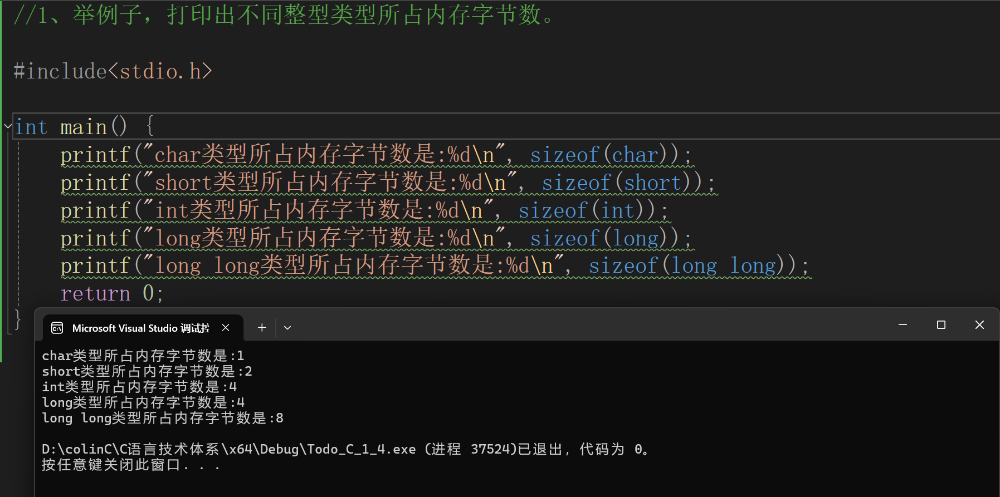 //1、举例子，打印出不同整型类型所占内存字节数。
#include<stdio.h>
int main() {
printf("char类型所占内存字节数是:%d\n", sizeof(char));
printf("short类型所占内存字节数是:%d\n", sizeof(short));
printf("int类型所占内存字节数是:%d\n", sizeof(int));
printf("long类型所占内存字节数是:%d\n", sizeof(long));
printf("long long类型所占内存字节数是:%d\n", sizeof(long long));
return 0;
}
Microsoft Visual Studio 调试控
char类型所占内存字节数是:1
short类型所占内存字节数是:2
int类型所占内存字节数是:4
long类型所占内存字节数是:4
long long类型所占内存字节数是:8
D:\colinC\C语言技术体系\x64\Debug\Todo_C_1_4.exe (进程 37524)已退出，代码为 0。
按任意键关闭此窗口. . .